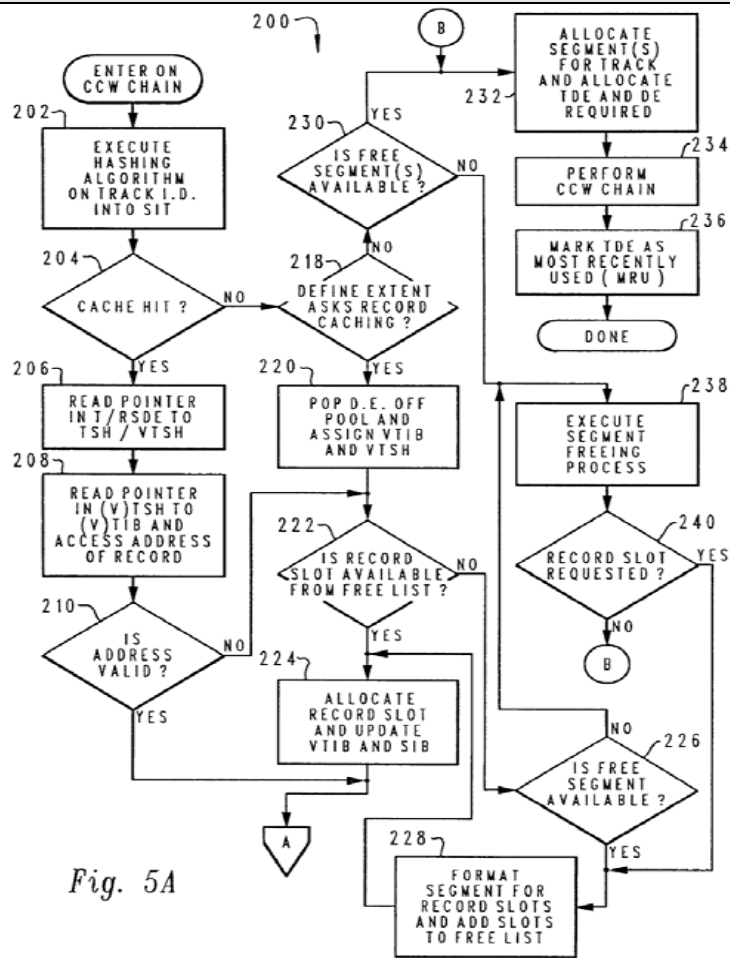 200
B
ENTER ON
CCW CHAIN
202
EXECUTE
HASHING
ALGORITHM
ON TRACK I.D.
INTO SIT
204
CACHE HIT ?
NO
YES
206
READ POINTER
IN T/RSDE TO
TSH / VTSH
208
READ POINTER
IN (V)TSH TO
(V)TIB AND
ACCESS ADDRESS
OF RECORD
210
IS
ADDRESS
VALID ?
NO
YES
YES
230
IS FREE
SEGMENT(S)
AVAILABLE ?
NO
NO
218
DEFINE EXTENT
ASKS RECORD
CACHING ?
YES
220
POP D.E. OFF
POOL AND
ASSIGN VTIB
AND VTSH
222
IS RECORD
SLOT AVAILABLE
FROM FREE LIST ?
NO
YES
224
ALLOCATE
RECORD SLOT
AND UPDATE
VTIB AND SIB
A
ALLOCATE
SEGMENT(S)
FOR TRACK
AND ALLOCATE
TDE AND DE
REQUIRED
232
234
PERFORM
CCW CHAIN
236
MARK TDE AS
MOST RECENTLY
USED ( MRU )
DONE
238
EXECUTE
SEGMENT
FREEING
PROCESS
240
RECORD SLOT
REQUESTED ?
YES
NO
B
NO
226
IS FREE
SEGMENT
AVAILABLE ?
YES
228
FORMAT
SEGMENT FOR
RECORD SLOTS
AND ADD SLOTS
TO FREE LIST
Fig. 5A